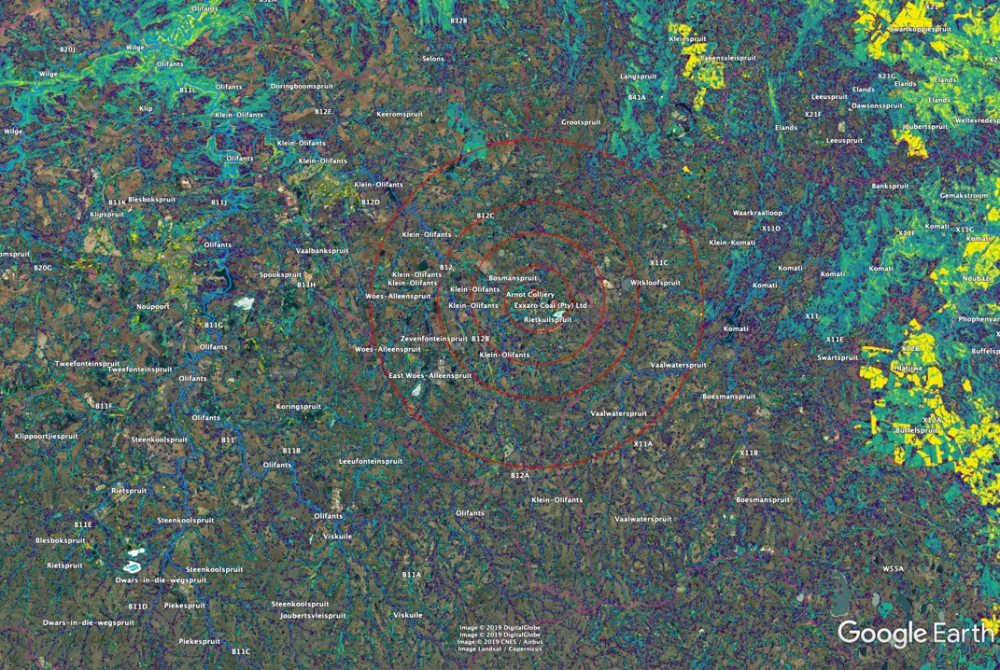 Olifants
B32B
X21
Swartkoppiespruit
Kleinspruit
B20J
Wilge
Selons
Lakensvleispruit
Olifants
Wilge
Langspruit
X21G
Elands
Elands
Doringboomspruit
Olifants
B11L
B41A
Leeuspruit
Elands
Elands
Dawsonsspruit
Klip
B12E
Klein-Olifants
Keeromspruit
X21F
Grootspruit
Elands
Joubertsspruit
Wilge
Klein-Olifants
Leeuspruit
Olifants
Klein-Olifants
Klein-Olifants
Bankspruit
Gemakstroom
B11K
Blesbokspruit
B11J
B12D
Klipspruit
B12C
Waarkraalloop
X11D
Komati
X11F
X11G
Klein-Olifants
Komati
Olifants
Klein-Komati
Vaalbankspruit
B20G
X11C
Komati
Komati
Komati
B12
Spookspruit
Klein-Olifants
Bosmanspruit
Klein-Olifants
Witkloofspruit
Komati
B11H
Klein-Olifants
Woes-Alleenspruit
Arnot Colliery
Klein-Olifants
Exxaro Coal (Pty) Ltd
Noupoort
X11
Rietkuilspruit
B11G
Komati
Zevenfonteinspruit
B12B
X11E
Olifants
Woes-Alleenspruit
X12B
Klein-Olifants
Swartspruit
Tweefonteinspruit
Tweefonteinspruit
Vaalwaterspruit
Hlatjiwe
Olifants
East Woes-Alleenspruit
Boesmanspruit
B11F
Koringspruit
Vaalwaterspruit
Olifants
X12A
Klippoortjiespruit
Steenkoolspruit
B11
Buffelspruit
X11A
B11B
X11B
Olifants
Leeufonteinspruit
B12A
Rietspruit
Klein-Olifants
Boesmanspruit
Olifants
Olifants
Steenkoolspruit
Vaalwaterspruit
B11E
Viskuile
Blesbokspruit
Rietspruit
Steenkoolspruit
W55A
B11A
Dwars-in-die-wegspruit
B11D
Piekespruit
Steenkoolspruit
Joubertsvleispruit
Viskuile
Dwars-in-die-wegspruit
Image © 2019 DigitalGlobe
Image © 2019 DigitalGlobe
Image © 2019 CNES / Airbus
Image Landsat / Copernicus
Google Earth
Piekespruit
B11C